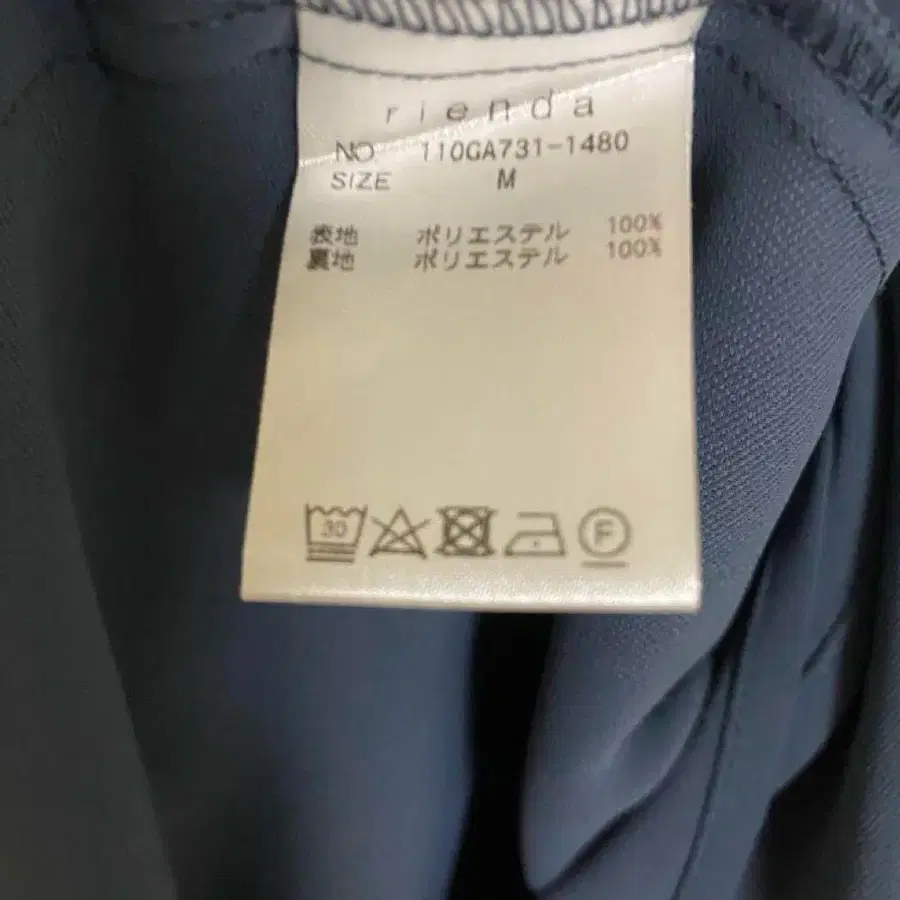 rienda
NO. 110GA731-1480
SIZE M
表地 ポリエステル 100%
裏地 ポリエステル 100%
30 F